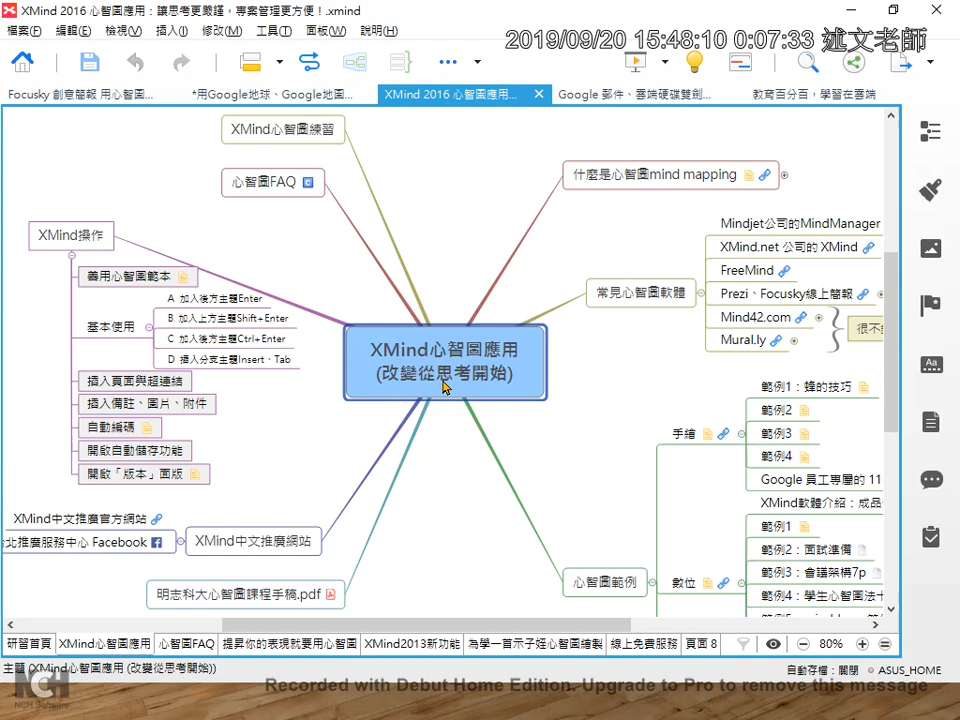 XMind 2016 心智圖應用：讓思考更嚴謹，專案管理更方便！.xmind
檔案(F) 編輯(E) 檢視(V) 插入(I) 修改(M) 工具(T) 面板(W) 說明(H)
2019/09/20 15:48:10 0:07:33 述文老師
Focusky 創意簡報 用心智圖... *用Google地球、Google地圖... XMind 2016 心智圖應用... Google 郵件、雲端硬碟雙劍... 教育百分百，學習在雲端
XMind心智圖練習
心智圖FAQ
什麼是心智圖mind mapping
XMind操作
善用心智圖範本
基本使用
A 加入後方主題Enter
B 加入上方主題Shift+Enter
C 加入後方主題Ctrl+Enter
D 插入分支主題Insert、Tab
插入頁面與超連結
插入備註、圖片、附件
自動編碼
開啟自動儲存功能
開啟「版本」面版
XMind心智圖應用
(改變從思考開始)
常見心智圖軟體
Mindjet公司的MindManager
XMind.net 公司的 XMind
FreeMind
Prezi、Focusky線上簡報
Mind42.com
Mural.ly
很不
手繪
範例1：蜂的技巧
範例2
範例3
範例4
Google 員工專屬的 11
XMind軟體介紹：成品
心智圖範例
數位
範例1
範例2：面試準備
範例3：會議架構7p
範例4：學生心智圖法十
XMind中文推廣官方網站
台北推廣服務中心 Facebook
XMind中文推廣網站
明志科大心智圖課程手稿.pdf
研習首頁 XMind心智圖應用 心智圖FAQ 提昇你的表現就要用心智圖 XMind2013新功能 為學一首示子姪心智圖繪製 線上免費服務 頁面 8 80%
主題 (XMind心智圖應用 (改變從思考開始)) 自動存檔：關閉 ASUS_HOME
Recorded with Debut Home Edition. Upgrade to Pro to remove this message
NCH
NCH Software